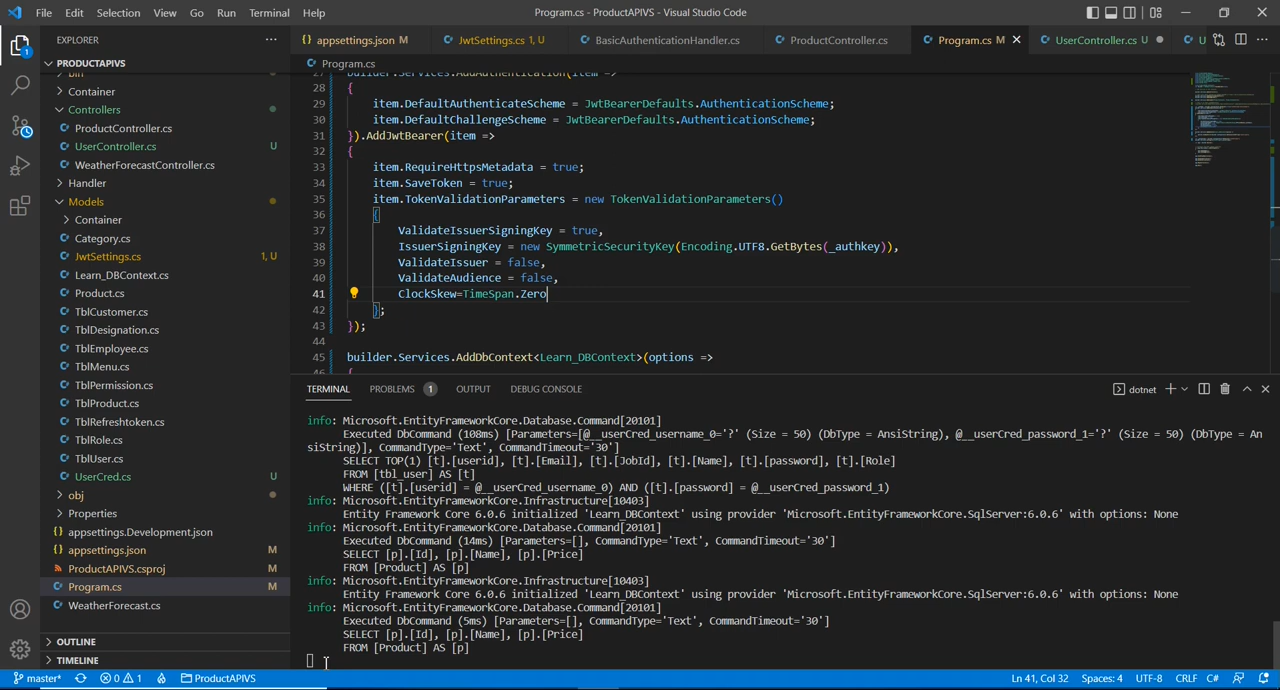 File Edit Selection View Go Run Terminal Help Program.cs - ProductAPIVS - Visual Studio Code
EXPLORER
appsettings.json M JwtSettings.cs 1, U BasicAuthenticationHandler.cs ProductController.cs Program.cs M UserController.cs U U
PRODUCTAPIVS
Program.cs
bin
Container
Controllers
ProductController.cs
UserController.cs U
WeatherForecastController.cs
Handler
Models
Container
Category.cs
JwtSettings.cs 1, U
Learn_DBContext.cs
Product.cs
TblCustomer.cs
TblDesignation.cs
TblEmployee.cs
TblMenu.cs
TblPermission.cs
TblProduct.cs
TblRefreshtoken.cs
TblRole.cs
TblUser.cs
UserCred.cs U
obj
Properties
appsettings.Development.json
appsettings.json M
ProductAPIVS.csproj M
Program.cs M
WeatherForecast.cs
OUTLINE
TIMELINE
27 builder.Services.AddAuthentication(item =>
28 {
29 item.DefaultAuthenticateScheme = JwtBearerDefaults.AuthenticationScheme;
30 item.DefaultChallengeScheme = JwtBearerDefaults.AuthenticationScheme;
31 }).AddJwtBearer(item =>
32 {
33 item.RequireHttpsMetadata = true;
34 item.SaveToken = true;
35 item.TokenValidationParameters = new TokenValidationParameters()
36 {
37 ValidateIssuerSigningKey = true,
38 IssuerSigningKey = new SymmetricSecurityKey(Encoding.UTF8.GetBytes(_authkey)),
39 ValidateIssuer = false,
40 ValidateAudience = false,
41 ClockSkew=TimeSpan.Zero
42 };
43 });
44
45 builder.Services.AddDbContext<Learn_DBContext>(options =>
46 {
TERMINAL PROBLEMS 1 OUTPUT DEBUG CONSOLE dotnet
info: Microsoft.EntityFrameworkCore.Database.Command[20101]
Executed DbCommand (108ms) [Parameters=[@__userCred_username_0='?' (Size = 50) (DbType = AnsiString), @__userCred_password_1='?' (Size = 50) (DbType = An
siString)], CommandType='Text', CommandTimeout='30']
SELECT TOP(1) [t].[userid], [t].[Email], [t].[JobId], [t].[Name], [t].[password], [t].[Role]
FROM [tbl_user] AS [t]
WHERE ([t].[userid] = @__userCred_username_0) AND ([t].[password] = @__userCred_password_1)
info: Microsoft.EntityFrameworkCore.Infrastructure[10403]
Entity Framework Core 6.0.6 initialized 'Learn_DBContext' using provider 'Microsoft.EntityFrameworkCore.SqlServer:6.0.6' with options: None
info: Microsoft.EntityFrameworkCore.Database.Command[20101]
Executed DbCommand (14ms) [Parameters=[], CommandType='Text', CommandTimeout='30']
SELECT [p].[Id], [p].[Name], [p].[Price]
FROM [Product] AS [p]
info: Microsoft.EntityFrameworkCore.Infrastructure[10403]
Entity Framework Core 6.0.6 initialized 'Learn_DBContext' using provider 'Microsoft.EntityFrameworkCore.SqlServer:6.0.6' with options: None
info: Microsoft.EntityFrameworkCore.Database.Command[20101]
Executed DbCommand (5ms) [Parameters=[], CommandType='Text', CommandTimeout='30']
SELECT [p].[Id], [p].[Name], [p].[Price]
FROM [Product] AS [p]
master* 0 1 ProductAPIVS Ln 41, Col 32 Spaces: 4 UTF-8 CRLF C#